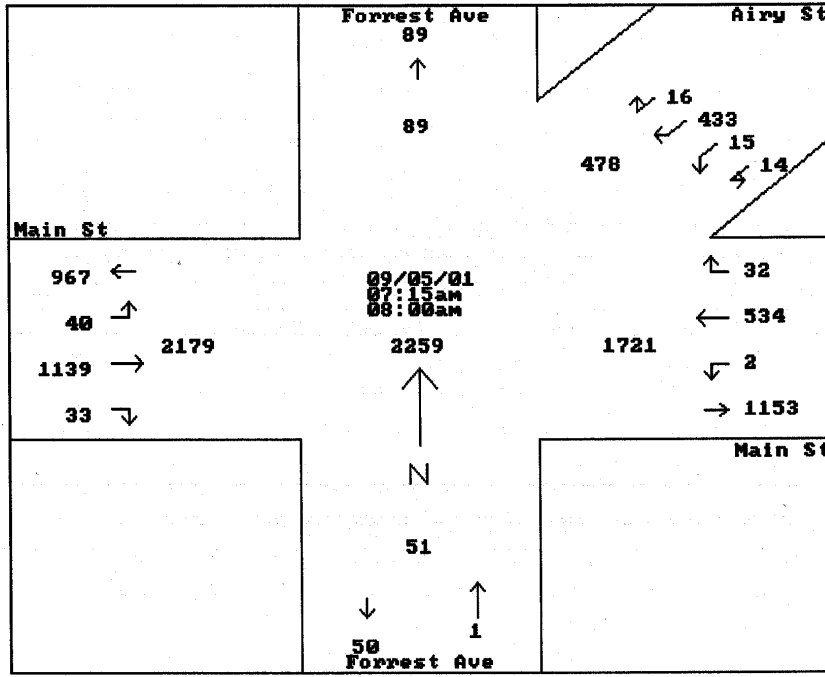 Forrest Ave
Airy St
89
89
16
433
15
14
478
Main St
967
40
2179
1139
33
09/05/01
07:15am
08:00am
2259
1721
32
534
2
1153
Main St
N
51
50
1
Forrest Ave